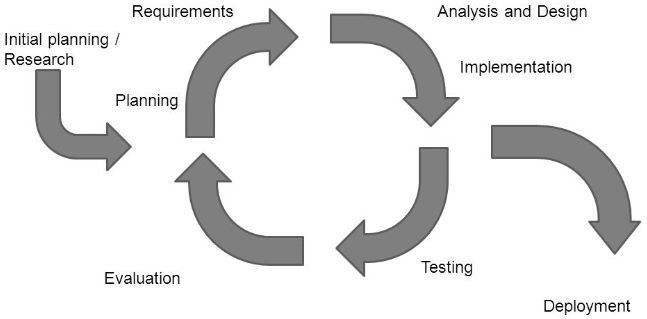 Requirements
Analysis and Design
Initial planning /
Research
Implementation
Planning
Evaluation
Testing
Deployment